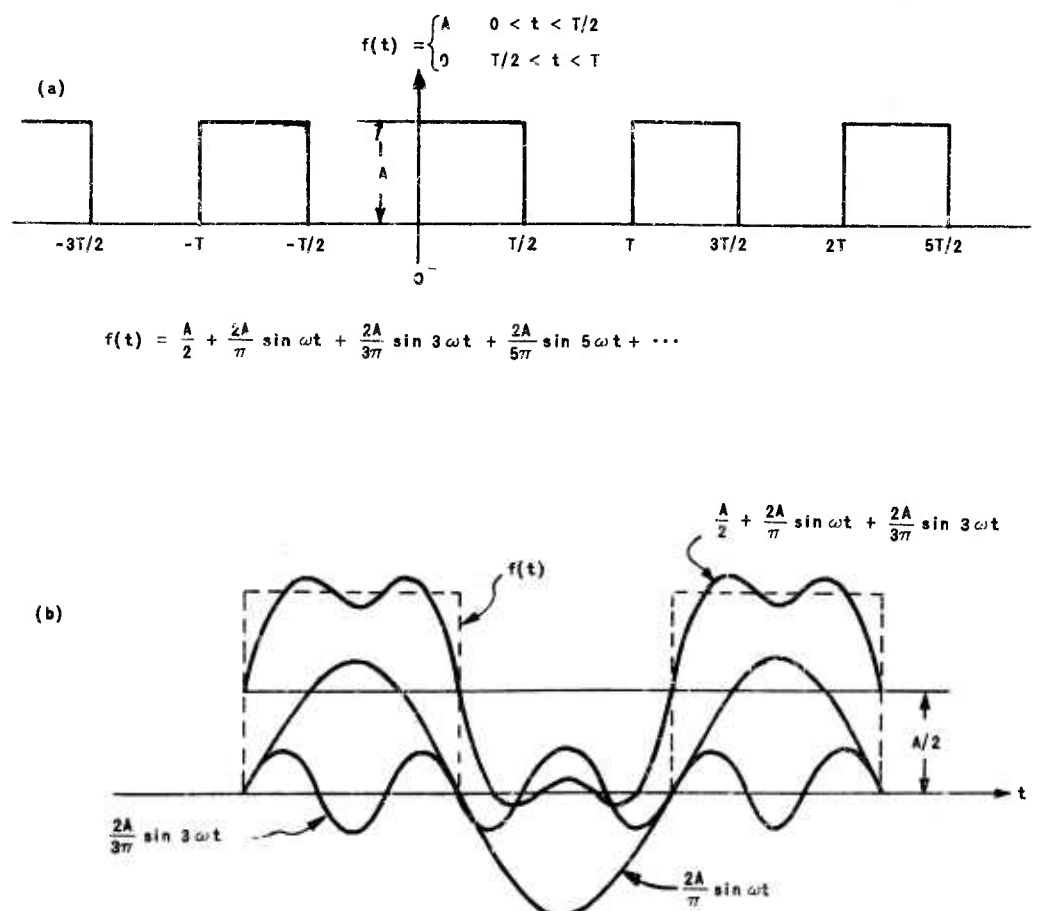 f(t) = { A 0 < t < T/2
0 T/2 < t < T
(a)
A
-3T/2 -T -T/2 T/2 T 3T/2 2T 5T/2
0
f(t) = A/2 + 2A/π sin ωt + 2A/3π sin 3ωt + 2A/5π sin 5ωt + ···
A/2 + 2A/π sin ωt + 2A/3π sin 3ωt
f(t)
(b)
A/2
t
2A/3π sin 3ωt
2A/π sin ωt